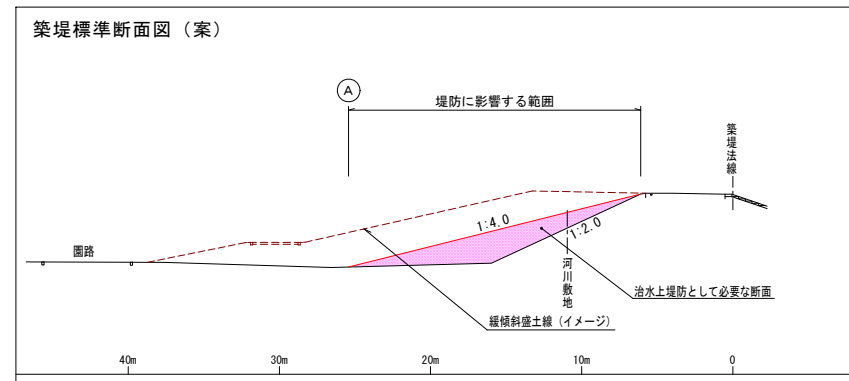 築堤標準断面図（案）
A
堤防に影響する範囲
築堤法線
1:4.0
1:2.0
園路
河川敷地
治水上堤防として必要な断面
緩傾斜盛土線（イメージ）
40m
30m
20m
10m
0